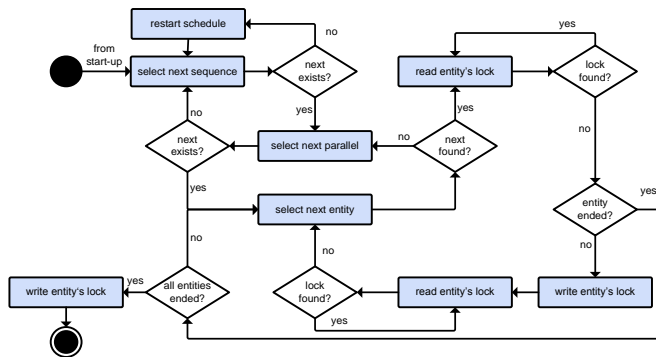 restart schedule
no
yes
from
start-up
select next sequence
next
exists?
read entity's lock
lock
found?
no
yes
yes
next
exists?
select next parallel
no
next
found?
no
yes
select next entity
entity
ended?
yes
no
no
no
write entity's lock
yes
all entities
ended?
lock
found?
read entity's lock
write entity's lock
yes